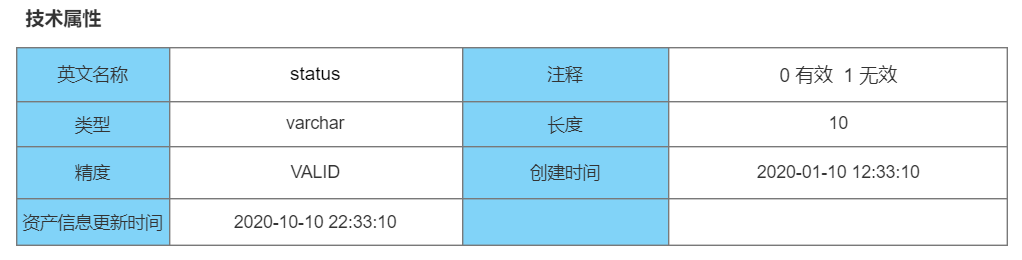 技术属性
英文名称 status 注释 0 有效 1 无效
类型 varchar 长度 10
精度 VALID 创建时间 2020-01-10 12:33:10
资产信息更新时间 2020-10-10 22:33:10